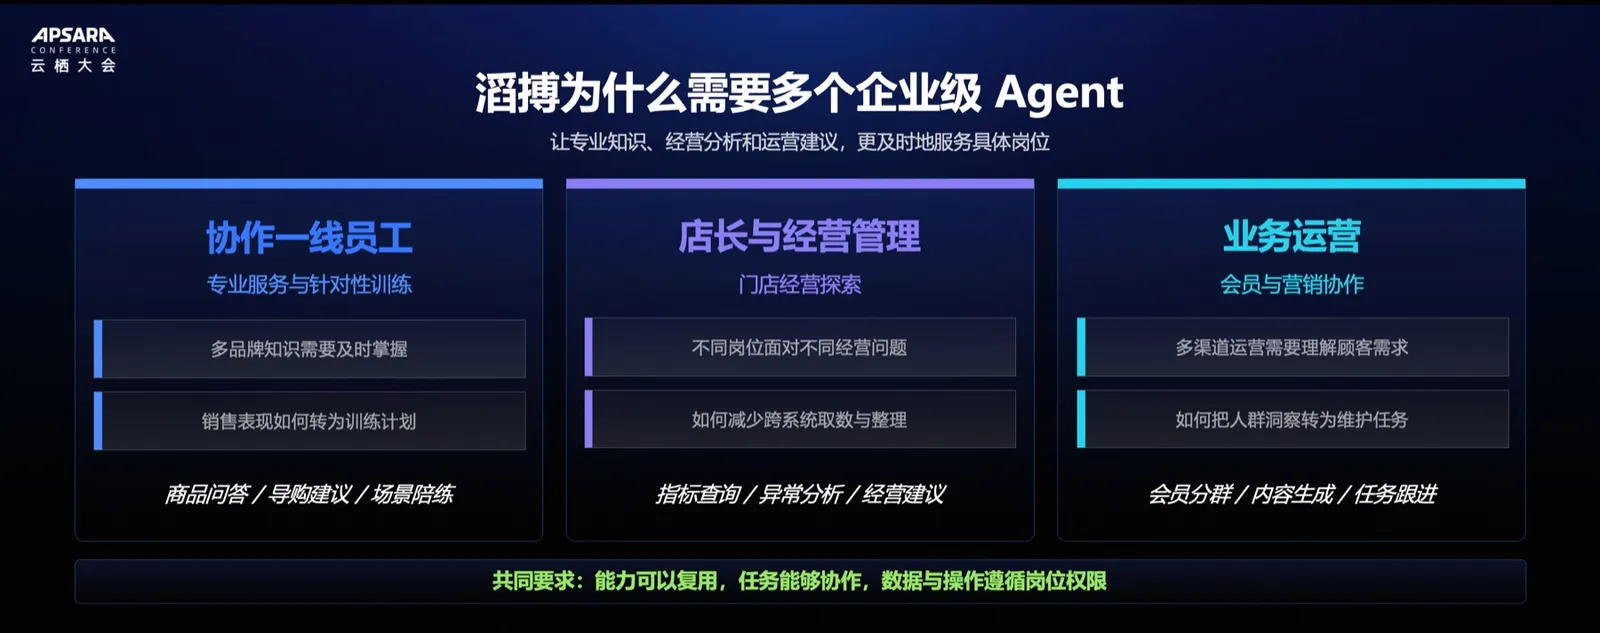 APSARA
CONFERENCE
云栖大会
滔搏为什么需要多个企业级 Agent
让专业知识、经营分析和运营建议，更及时地服务具体岗位
协作一线员工
专业服务与针对性训练
多品牌知识需要及时掌握
销售表现如何转为训练计划
商品问答 / 导购建议 / 场景陪练
店长与经营管理
门店经营探索
不同岗位面对不同经营问题
如何减少跨系统取数与整理
指标查询 / 异常分析 / 经营建议
业务运营
会员与营销协作
多渠道运营需要理解顾客需求
如何把人群洞察转为维护任务
会员分群 / 内容生成 / 任务跟进
共同要求：能力可以复用，任务能够协作，数据与操作遵循岗位权限